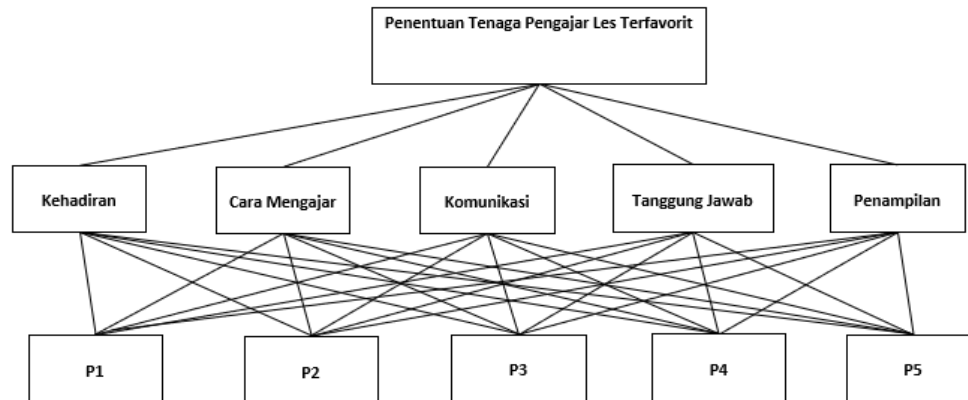 Penentuan Tenaga Pengajar Les Terfavorit
Kehadiran
Cara Mengajar
Komunikasi
Tanggung Jawab
Penampilan
P1
P2
P3
P4
P5